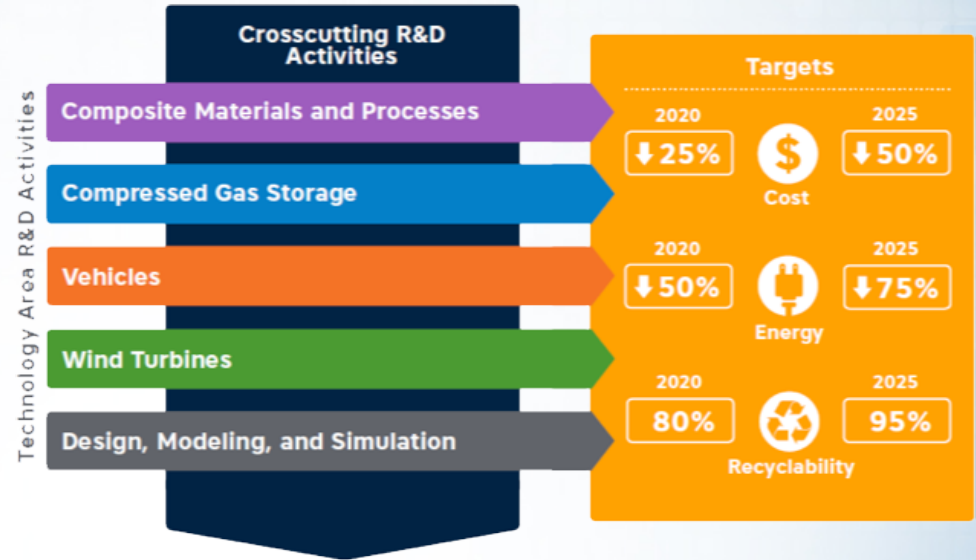 Technology Area R&D Activities
Crosscutting R&D
Activities
Composite Materials and Processes
Compressed Gas Storage
Vehicles
Wind Turbines
Design, Modeling, and Simulation
Targets
2020
25%
Cost
2025
50%
2020
50%
Energy
2025
75%
2020
80%
Recyclability
2025
95%